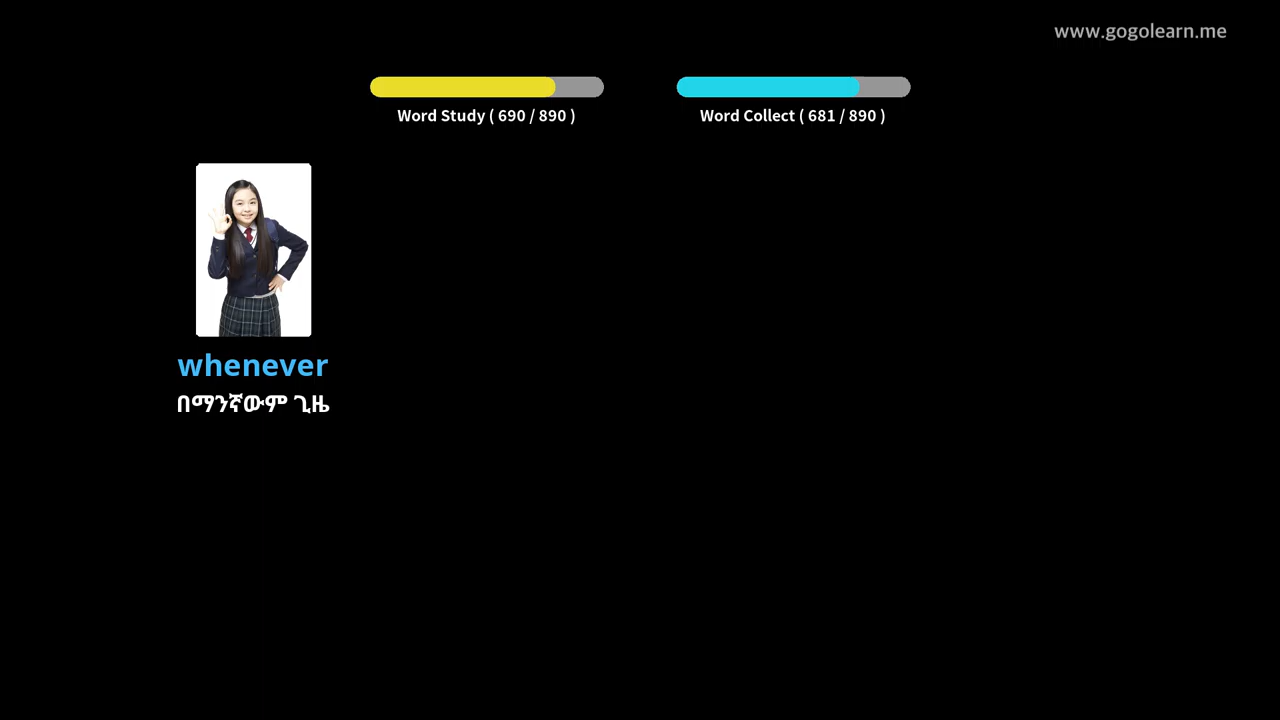 www.gogolearn.me
Word Study ( 690 / 890 )
Word Collect ( 681 / 890 )
whenever
በማንኛውም ጊዜ